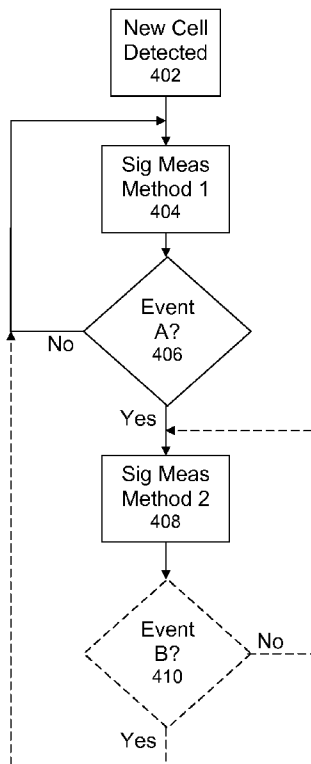 New Cell
Detected
402
Sig Meas
Method 1
404
Event
A?
406
No
Yes
Sig Meas
Method 2
408
Event
B?
410
No
Yes